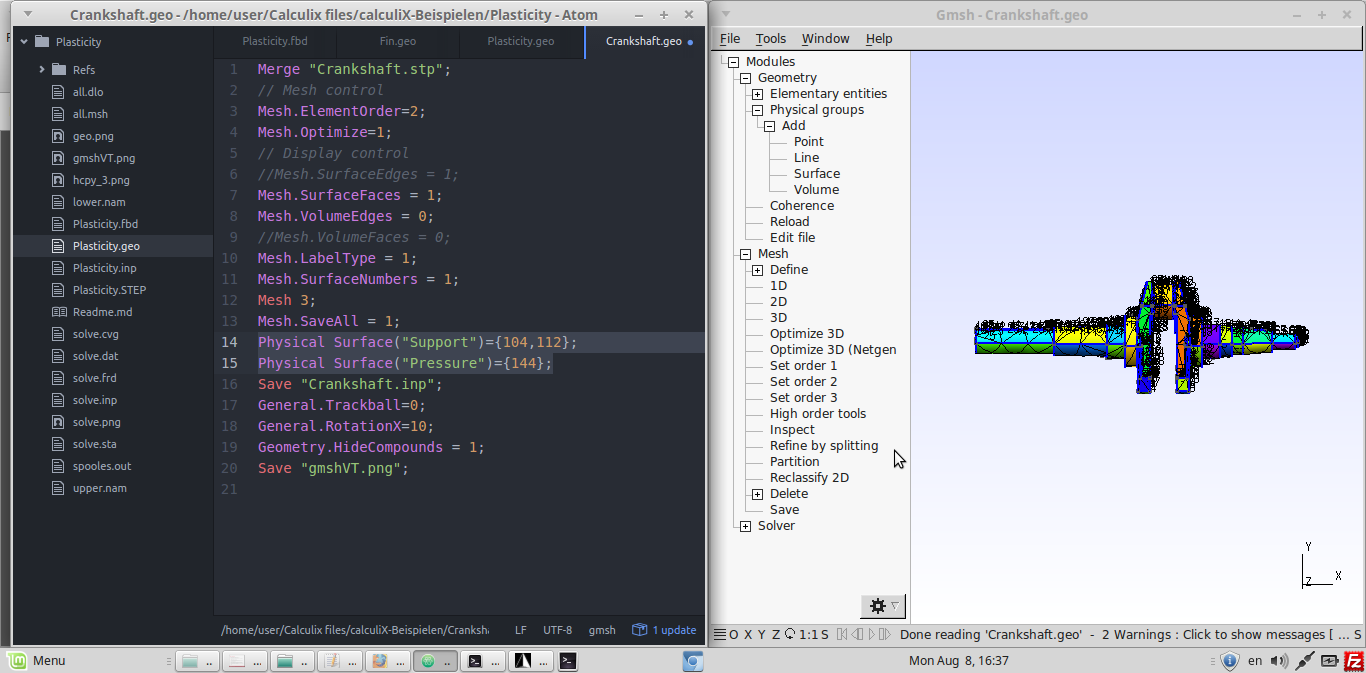 Crankshaft.geo - /home/user/Calculix files/calculiX-Beispielen/Plasticity - Atom
Plasticity
Refs
all.dlo
all.msh
geo.png
gmshVT.png
hcpy_3.png
lower.nam
Plasticity.fbd
Plasticity.geo
Plasticity.inp
Plasticity.STEP
Readme.md
solve.cvg
solve.dat
solve.frd
solve.inp
solve.png
solve.sta
spooles.out
upper.nam
Plasticity.fbd
Fin.geo
Plasticity.geo
Crankshaft.geo
1 Merge "Crankshaft.stp";
2 // Mesh control
3 Mesh.ElementOrder=2;
4 Mesh.Optimize=1;
5 // Display control
6 //Mesh.SurfaceEdges = 1;
7 Mesh.SurfaceFaces = 1;
8 Mesh.VolumeEdges = 0;
9 //Mesh.VolumeFaces = 0;
10 Mesh.LabelType = 1;
11 Mesh.SurfaceNumbers = 1;
12 Mesh 3;
13 Mesh.SaveAll = 1;
14 Physical Surface("Support")={104,112};
15 Physical Surface("Pressure")={144};
16 Save "Crankshaft.inp";
17 General.Trackball=0;
18 General.RotationX=10;
19 Geometry.HideCompounds = 1;
20 Save "gmshVT.png";
21
/home/user/Calculix files/calculiX-Beispielen/Cranksha LF UTF-8 gmsh 1 update
Gmsh - Crankshaft.geo
File Tools Window Help
Modules
Geometry
Elementary entities
Physical groups
Add
Point
Line
Surface
Volume
Coherence
Reload
Edit file
Mesh
Define
1D
2D
3D
Optimize 3D
Optimize 3D (Netgen
Set order 1
Set order 2
Set order 3
High order tools
Inspect
Refine by splitting
Partition
Reclassify 2D
Delete
Save
Solver
Y
Z
X
O X Y Z 1:1 S Done reading 'Crankshaft.geo' - 2 Warnings : Click to show messages [ ... S
Menu .. ... .. ... ... .. ... ... Mon Aug 8, 16:37 en